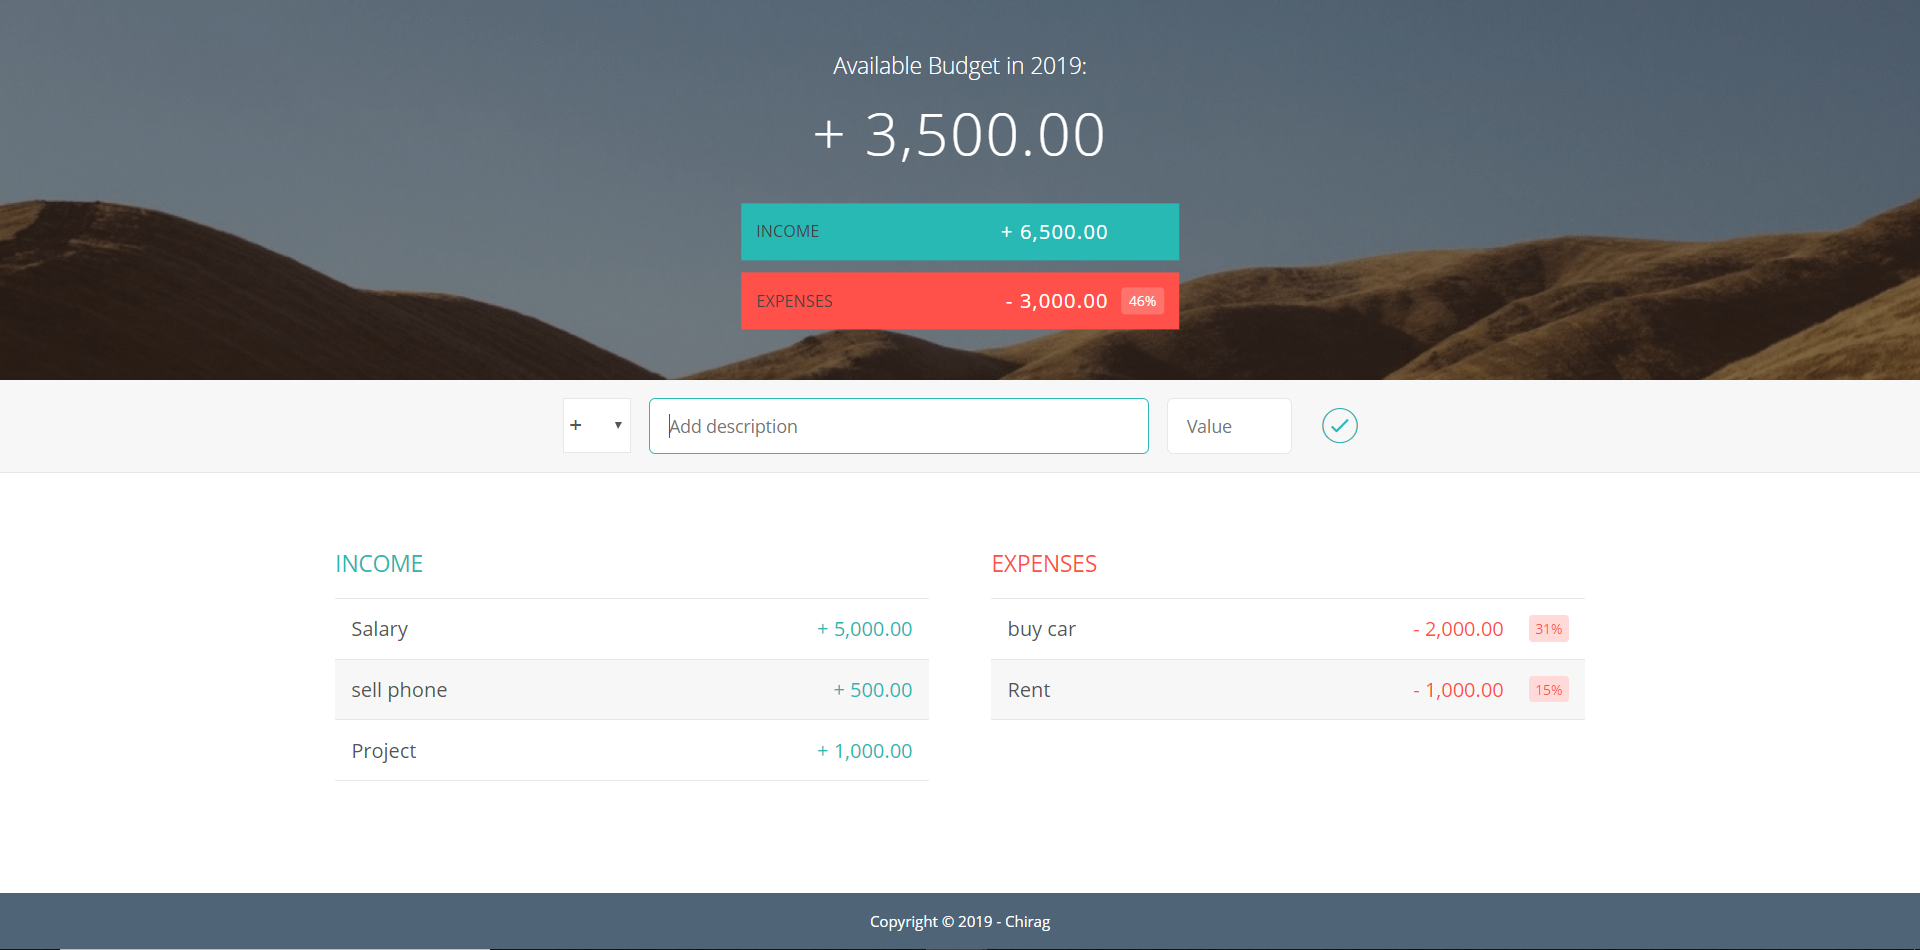 Available Budget in 2019:
+ 3,500.00
INCOME + 6,500.00
EXPENSES - 3,000.00 46%
+ ▼ Add description Value
INCOME
Salary + 5,000.00
sell phone + 500.00
Project + 1,000.00
EXPENSES
buy car - 2,000.00 31%
Rent - 1,000.00 15%
Copyright © 2019 - Chirag